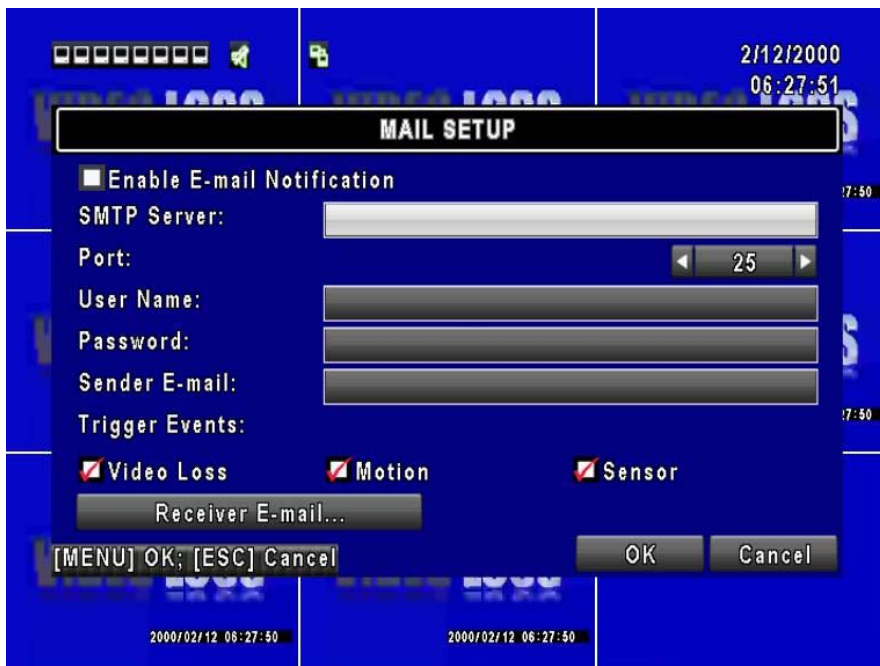 2/12/2000
06:27:51
MAIL SETUP
Enable E-mail Notification
SMTP Server:
Port: 25
User Name:
Password:
Sender E-mail:
Trigger Events:
Video Loss Motion Sensor
Receiver E-mail...
[MENU] OK; [ESC] Cancel OK Cancel
2000/02/12 06:27:50 2000/02/12 06:27:50